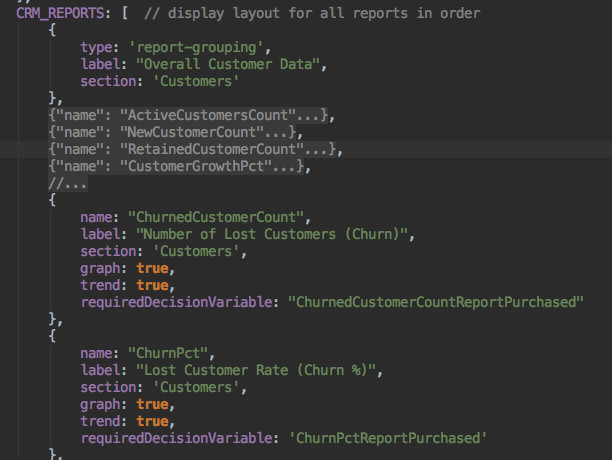 CRM_REPORTS: [  // display layout for all reports in order
{
type: 'report-grouping',
label: "Overall Customer Data",
section: 'Customers'
},
{"name": "ActiveCustomersCount"...},
{"name": "NewCustomerCount"...},
{"name": "RetainedCustomerCount"...},
{"name": "CustomerGrowthPct"...},
//...
{
name: "ChurnedCustomerCount",
label: "Number of Lost Customers (Churn)",
section: 'Customers',
graph: true,
trend: true,
requiredDecisionVariable: "ChurnedCustomerCountReportPurchased"
},
{
name: "ChurnPct",
label: "Lost Customer Rate (Churn %)",
section: 'Customers',
graph: true,
trend: true,
requiredDecisionVariable: 'ChurnPctReportPurchased'
},